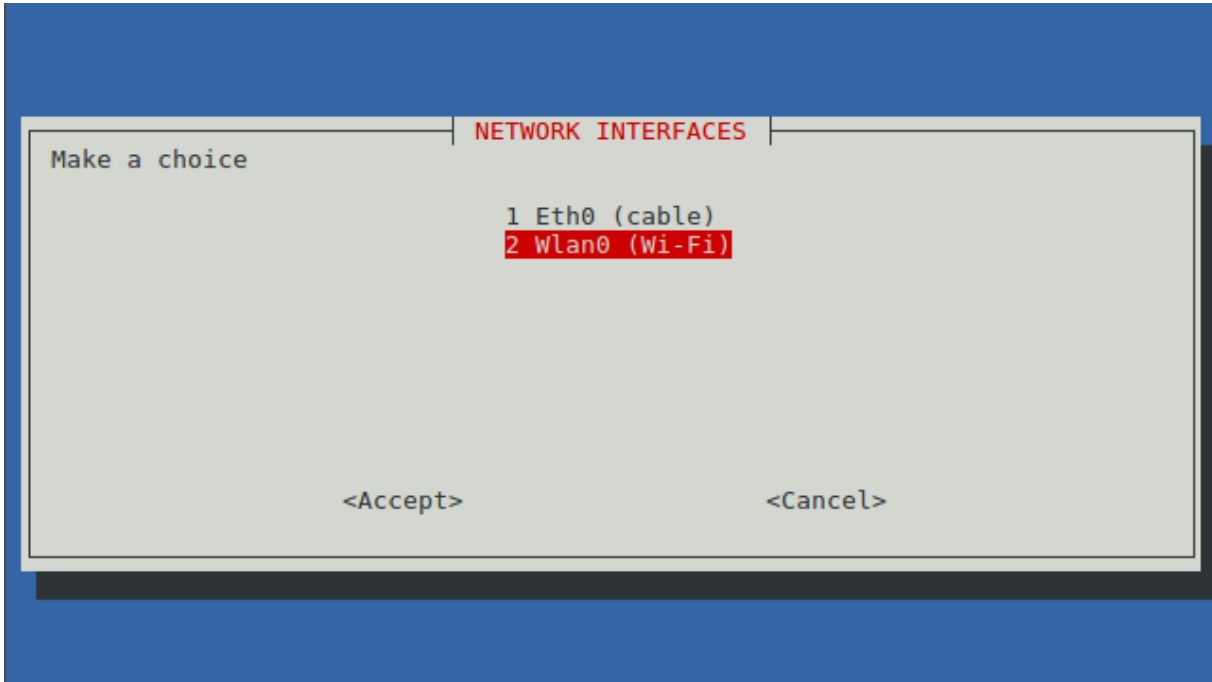 NETWORK INTERFACES
Make a choice
1 Eth0 (cable)
2 Wlan0 (Wi-Fi)
<Accept> <Cancel>